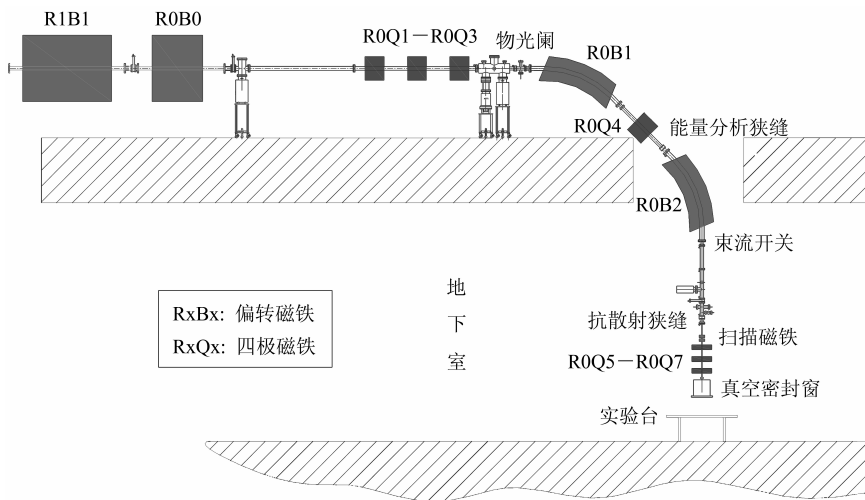 R1B1
R0B0
R0Q1－R0Q3
物光阑
R0B1
R0Q4
能量分析狭缝
R0B2
束流开关
地
下
室
RxBx: 偏转磁铁
RxQx: 四极磁铁
抗散射狭缝
扫描磁铁
R0Q5－R0Q7
真空密封窗
实验台